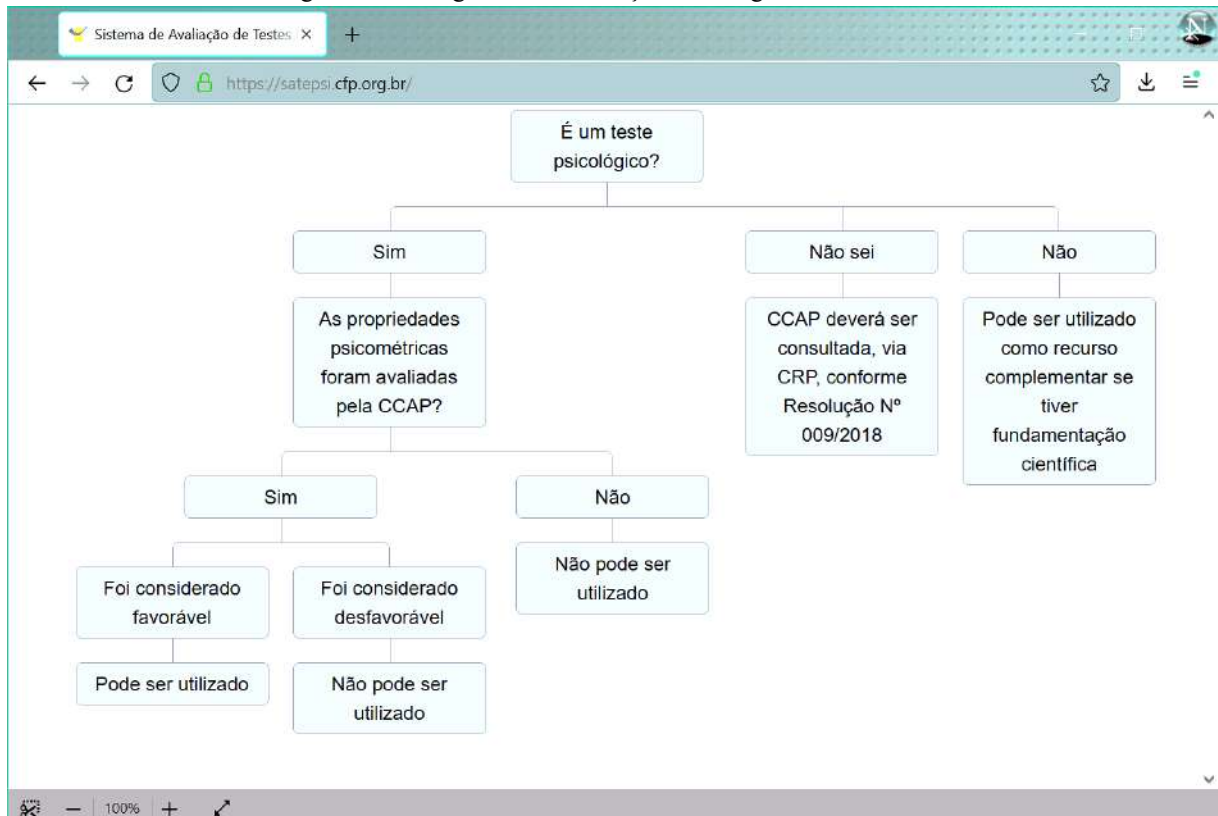 Sistema de Avaliação de Testes
https://satepsi.cfp.org.br/
É um teste
psicológico?
Sim
Não sei
Não
As propriedades
psicométricas
foram avaliadas
pela CCAP?
CCAP deverá ser
consultada, via
CRP, conforme
Resolução Nº
009/2018
Pode ser utilizado
como recurso
complementar se
tiver
fundamentação
científica
Sim
Não
Foi considerado
favorável
Foi considerado
desfavorável
Não pode ser
utilizado
Pode ser utilizado
Não pode ser
utilizado
100%